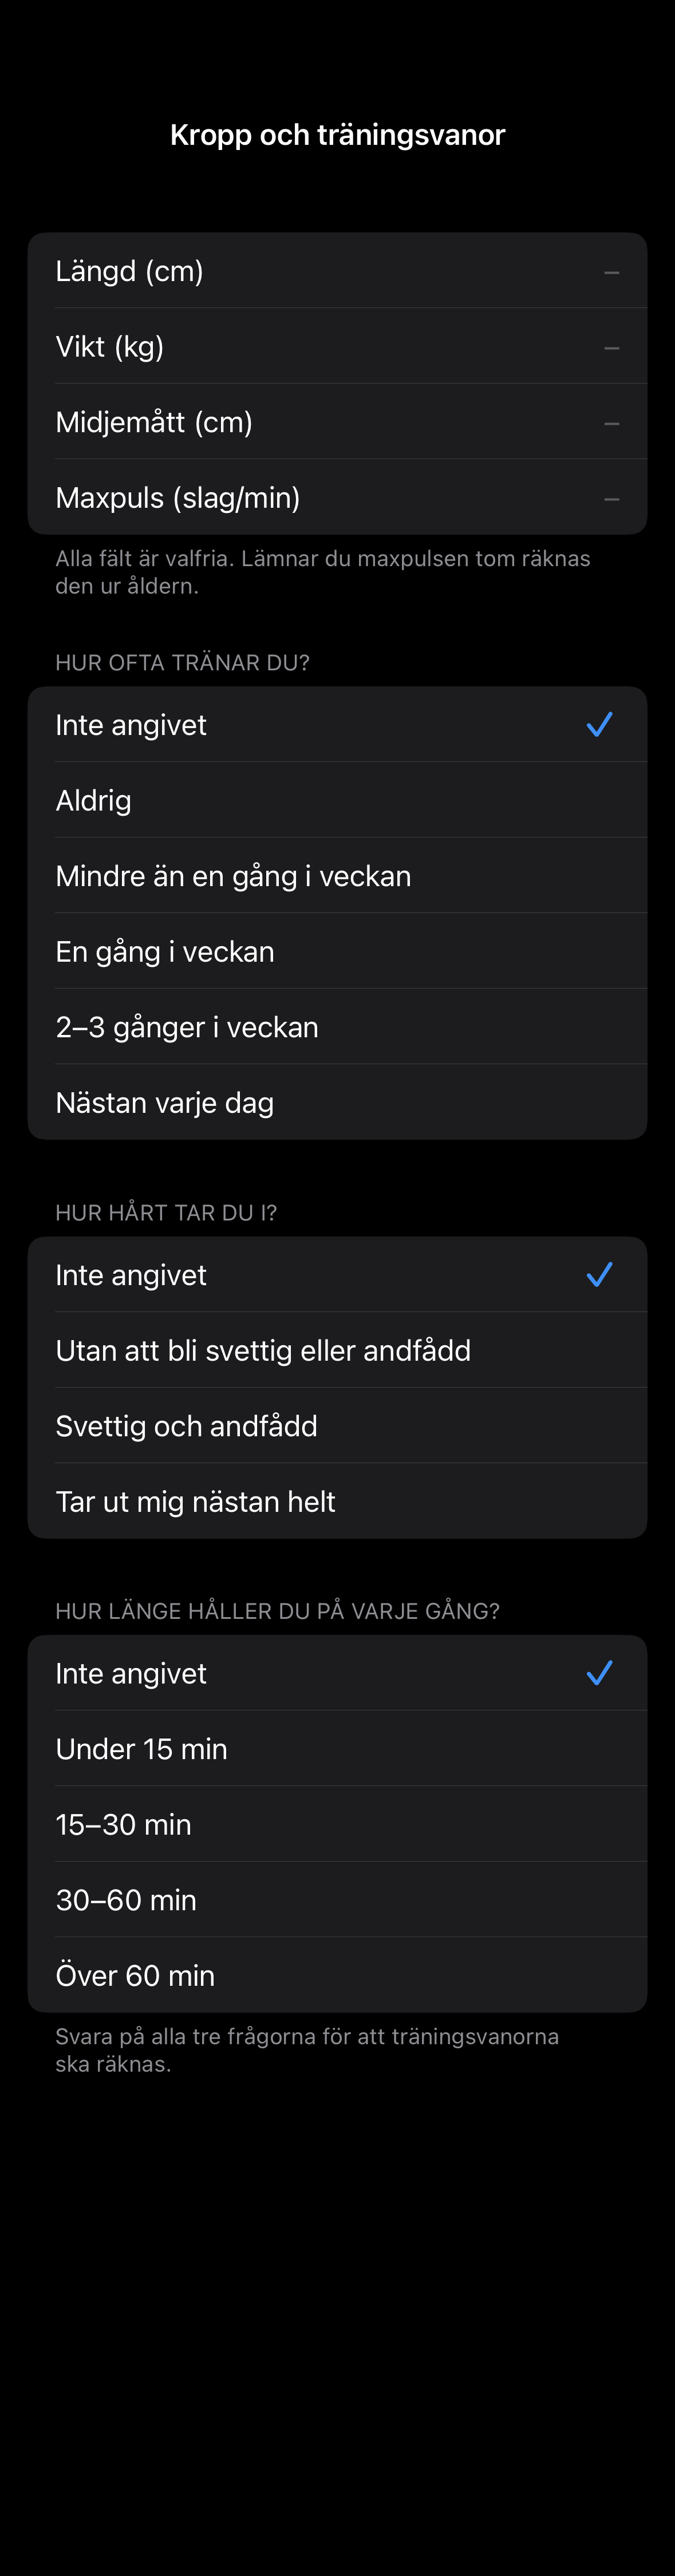 Kropp och träningsvanor
Längd (cm) –
Vikt (kg) –
Midjemått (cm) –
Maxpuls (slag/min) –
Alla fält är valfria. Lämnar du maxpulsen tom räknas
den ur åldern.
HUR OFTA TRÄNAR DU?
Inte angivet
Aldrig
Mindre än en gång i veckan
En gång i veckan
2–3 gånger i veckan
Nästan varje dag
HUR HÅRT TAR DU I?
Inte angivet
Utan att bli svettig eller andfådd
Svettig och andfådd
Tar ut mig nästan helt
HUR LÄNGE HÅLLER DU PÅ VARJE GÅNG?
Inte angivet
Under 15 min
15–30 min
30–60 min
Över 60 min
Svara på alla tre frågorna för att träningsvanorna
ska räknas.